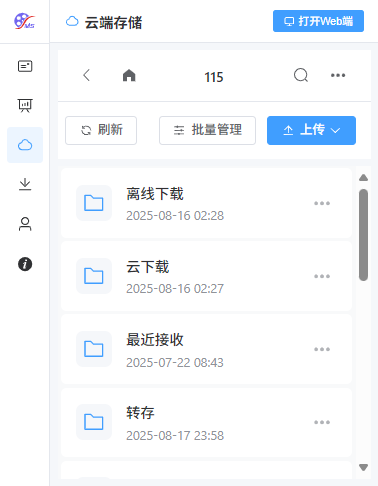 MS
云端存储
打开Web端
115
刷新
批量管理
上传
离线下载
2025-08-16 02:28
云下载
2025-08-16 02:27
最近接收
2025-07-22 08:43
转存
2025-08-17 23:58